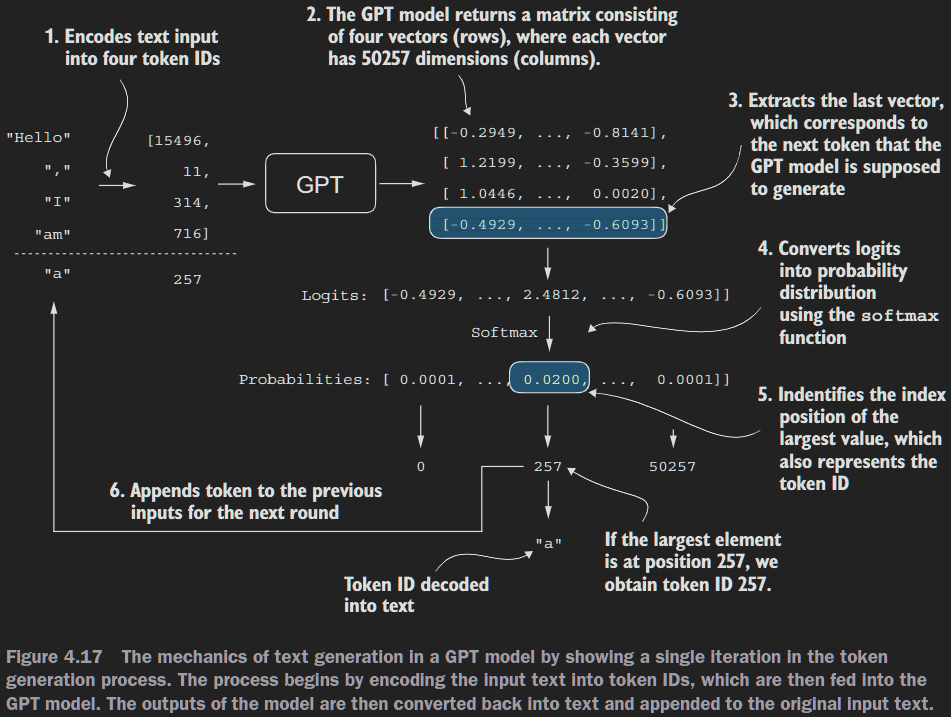 1. Encodes text input
into four token IDs
2. The GPT model returns a matrix consisting
of four vectors (rows), where each vector
has 50257 dimensions (columns).
3. Extracts the last vector,
which corresponds to
the next token that the
GPT model is supposed
to generate
"Hello"
","
"I"
"am"
"a"
[15496,
11,
314,
716]
257
GPT
[[-0.2949, ..., -0.8141],
[ 1.2199, ..., -0.3599],
[ 1.0446, ..., 0.0020],
[-0.4929, ..., -0.6093]]
4. Converts logits
into probability
distribution
using the softmax
function
Logits: [-0.4929, ..., 2.4812, ..., -0.6093]]
Softmax
Probabilities: [ 0.0001, ..., 0.0200, ..., 0.0001]]
5. Indentifies the index
position of the
largest value, which
also represents the
token ID
0
257
50257
6. Appends token to the previous
inputs for the next round
"a"
If the largest element
is at position 257, we
obtain token ID 257.
Token ID decoded
into text
Figure 4.17 The mechanics of text generation in a GPT model by showing a single iteration in the token
generation process. The process begins by encoding the input text into token IDs, which are then fed into the
GPT model. The outputs of the model are then converted back into text and appended to the original input text.